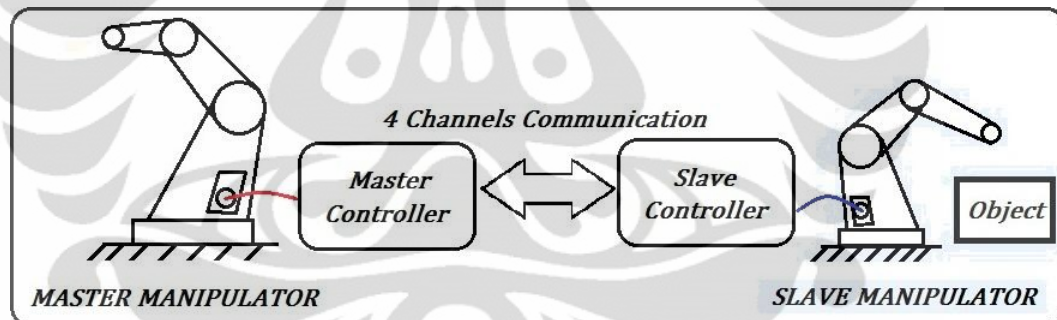 4 Channels Communication
Master
Controller
Slave
Controller
Object
MASTER MANIPULATOR
SLAVE MANIPULATOR